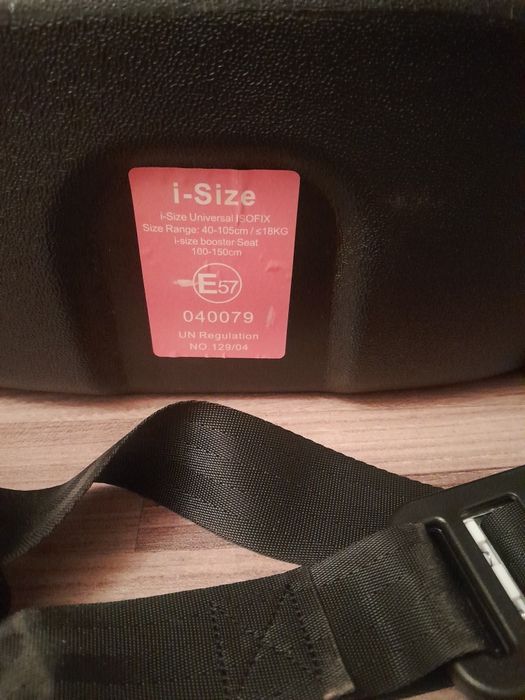 i-Size
i-Size Universal ISOFIX
Size Range: 40-105cm / ≤18KG
i-size booster Seat
100-150cm
E57
040079
UN Regulation
NO.129/04